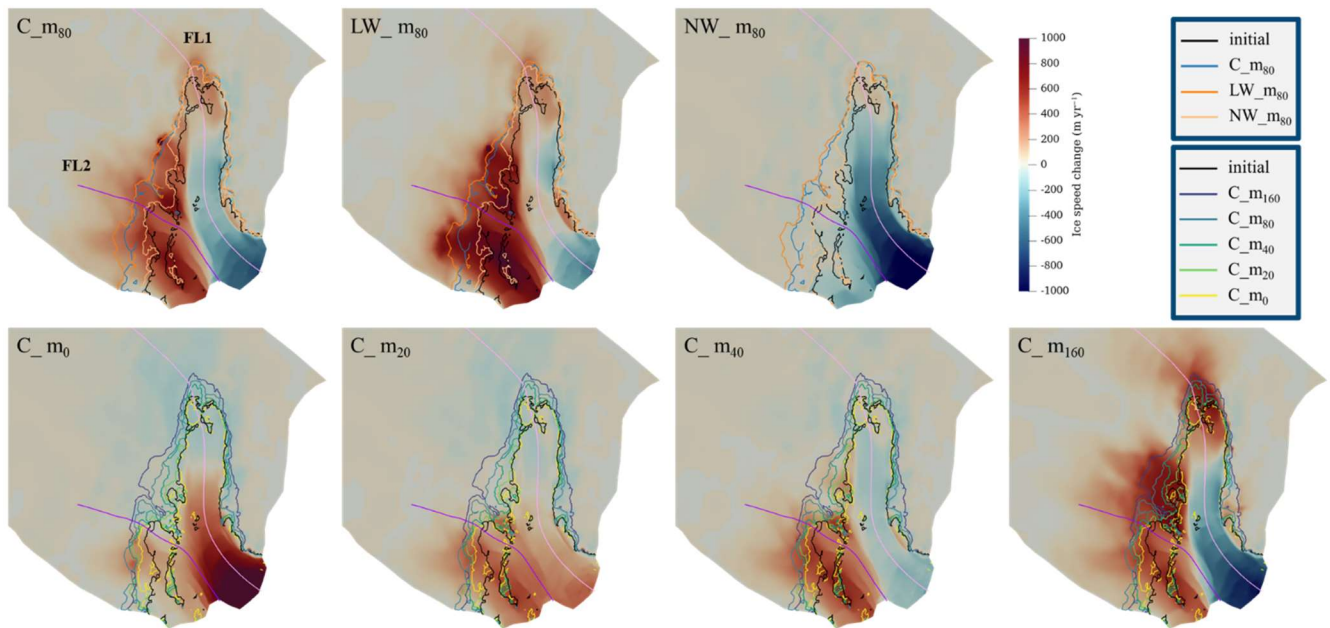 C_m₈₀
FL1
FL2
LW_ m₈₀
NW_ m₈₀
1000
800
600
400
200
0
-200
-400
-600
-800
-1000
Ice speed change (m yr⁻¹)
initial
C_m₈₀
LW_m₈₀
NW_m₈₀
initial
C_m₁₆₀
C_m₈₀
C_m₄₀
C_m₂₀
C_m₀
C_ m₀
C_ m₂₀
C_ m₄₀
C_ m₁₆₀